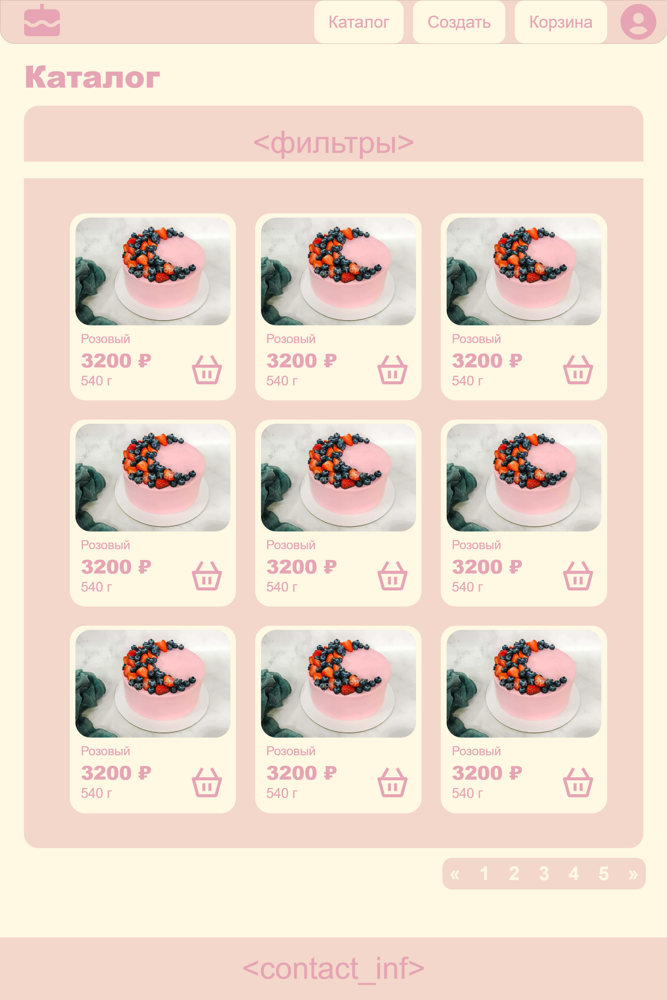 Каталог Создать Корзина
Каталог
<фильтры>
Розовый Розовый Розовый
3200 ₽ 3200 ₽ 3200 ₽
540 г 540 г 540 г
Розовый Розовый Розовый
3200 ₽ 3200 ₽ 3200 ₽
540 г 540 г 540 г
Розовый Розовый Розовый
3200 ₽ 3200 ₽ 3200 ₽
540 г 540 г 540 г
« 1 2 3 4 5 »
<contact_inf>